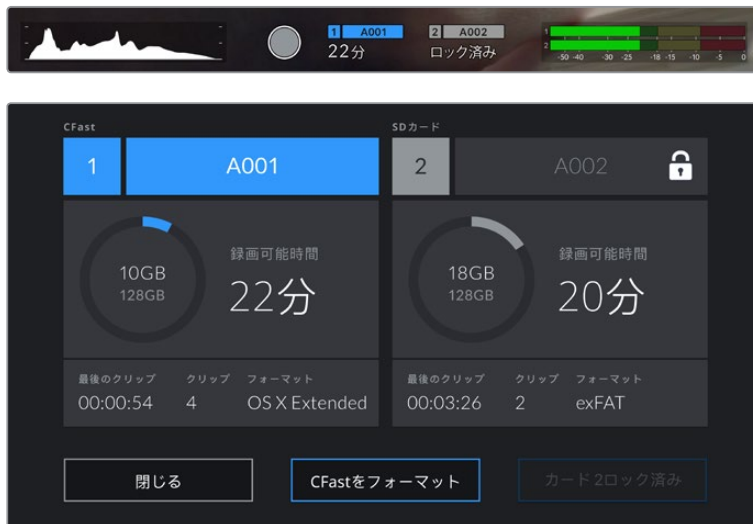 1 A001 2 A002 1
22分 ロック済み 2
-50 -40 -30 -25 -18 -15 -10 -5 0
CFast SDカード
1 A001 2 A002
録画可能時間 録画可能時間
10GB 18GB
128GB 22分 128GB 20分
最後のクリップ クリップ フォーマット 最後のクリップ クリップ フォーマット
00:00:54 4 OS X Extended 00:03:26 2 exFAT
閉じる CFastをフォーマット カード 2ロック済み